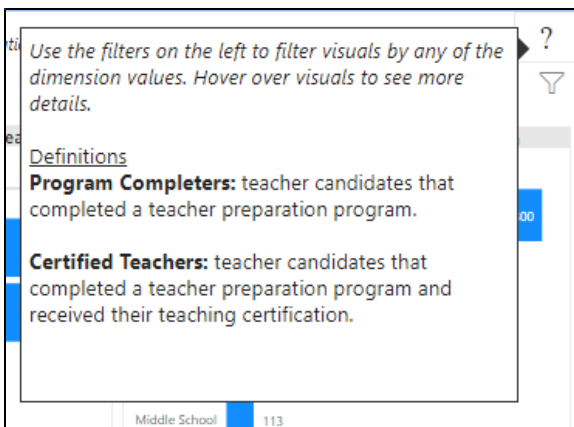 ?
Use the filters on the left to filter visuals by any of the
dimension values. Hover over visuals to see more
details.
Definitions
Program Completers: teacher candidates that
completed a teacher preparation program.
Certified Teachers: teacher candidates that
completed a teacher preparation program and
received their teaching certification.
Middle School 113